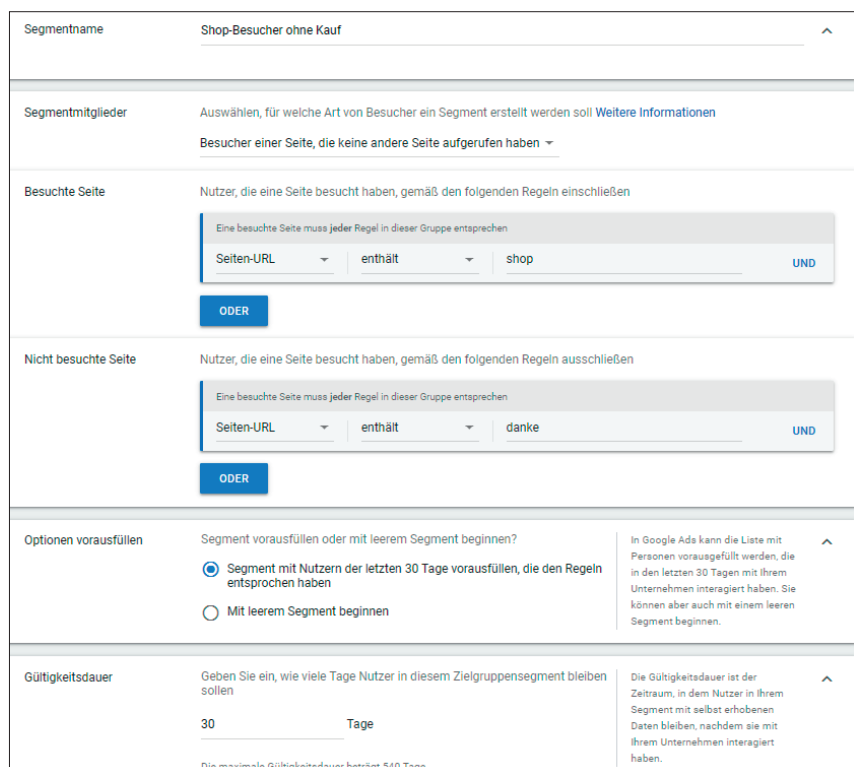 Segmentname
Shop-Besucher ohne Kauf
Segmentmitglieder
Auswählen, für welche Art von Besucher ein Segment erstellt werden soll Weitere Informationen
Besucher einer Seite, die keine andere Seite aufgerufen haben
Besuchte Seite
Nutzer, die eine Seite besucht haben, gemäß den folgenden Regeln einschließen
Eine besuchte Seite muss jeder Regel in dieser Gruppe entsprechen
Seiten-URL enthält shop UND
ODER
Nicht besuchte Seite
Nutzer, die eine Seite besucht haben, gemäß den folgenden Regeln ausschließen
Eine besuchte Seite muss jeder Regel in dieser Gruppe entsprechen
Seiten-URL enthält danke UND
ODER
Optionen vorausfüllen
Segment vorausfüllen oder mit leerem Segment beginnen?
Segment mit Nutzern der letzten 30 Tage vorausfüllen, die den Regeln
entsprochen haben
Mit leerem Segment beginnen
In Google Ads kann die Liste mit
Personen vorausgefüllt werden, die
in den letzten 30 Tagen mit Ihrem
Unternehmen interagiert haben. Sie
können aber auch mit einem leeren
Segment beginnen.
Gültigkeitsdauer
Geben Sie ein, wie viele Tage Nutzer in diesem Zielgruppensegment bleiben
sollen
30 Tage
Die maximale Gültigkeitsdauer beträgt 540 Tage
Die Gültigkeitsdauer ist der
Zeitraum, in dem Nutzer in Ihrem
Segment mit selbst erhobenen
Daten bleiben, nachdem sie mit
Ihrem Unternehmen interagiert
haben.